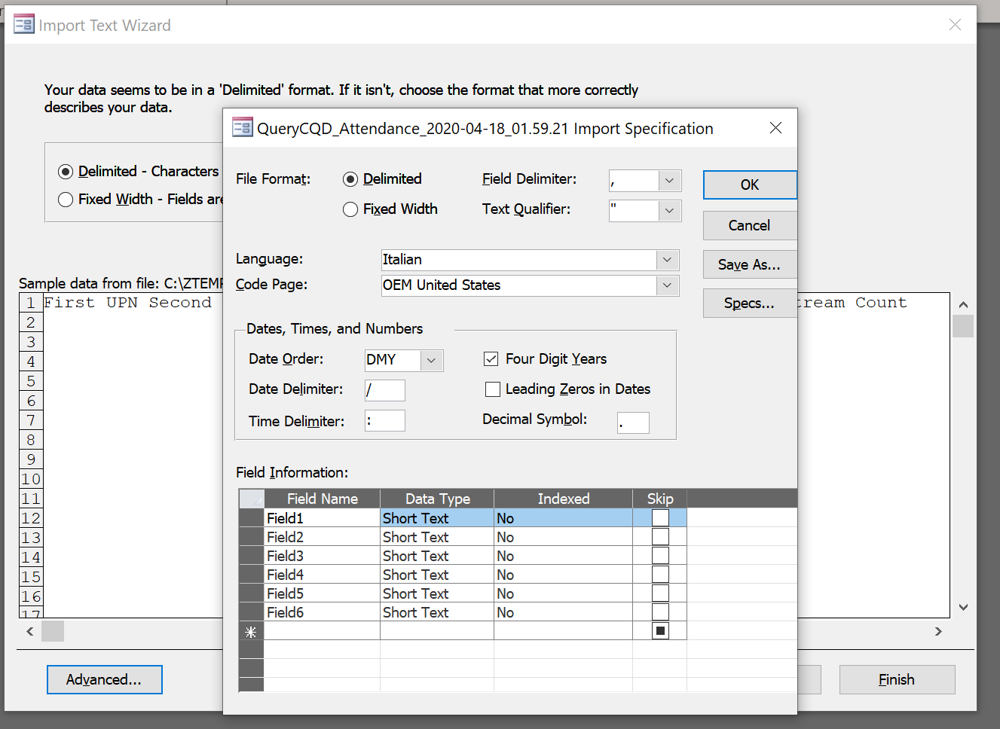 Import Text Wizard
Your data seems to be in a 'Delimited' format. If it isn't, choose the format that more correctly
describes your data.
Delimited - Characters
Fixed Width - Fields are
Sample data from file: C:\ZTEMP
1 First UPN Second
tream Count
2
3
4
5
6
7
8
9
10
11
12
13
14
15
16
17
Advanced...
Finish
QueryCQD_Attendance_2020-04-18_01.59.21 Import Specification
File Format: Delimited Field Delimiter: , OK
Fixed Width Text Qualifier: " Cancel
Language: Italian Save As...
Code Page: OEM United States Specs...
Dates, Times, and Numbers
Date Order: DMY Four Digit Years
Date Delimiter: / Leading Zeros in Dates
Time Delimiter: : Decimal Symbol: .
Field Information:
Field Name Data Type Indexed Skip
Field1 Short Text No
Field2 Short Text No
Field3 Short Text No
Field4 Short Text No
Field5 Short Text No
Field6 Short Text No